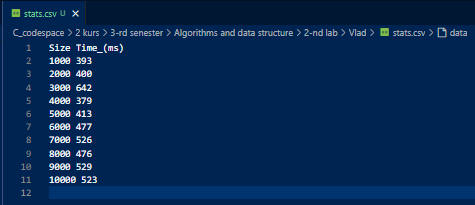 stats.csv U ×
C_codespace > 2 kurs > 3-rd senester > Algorithms and data structure > 2-nd lab > Vlad > stats.csv > data
1 Size Time_(ms)
2 1000 393
3 2000 400
4 3000 642
5 4000 379
6 5000 413
7 6000 477
8 7000 526
9 8000 476
10 9000 529
11 10000 523
12